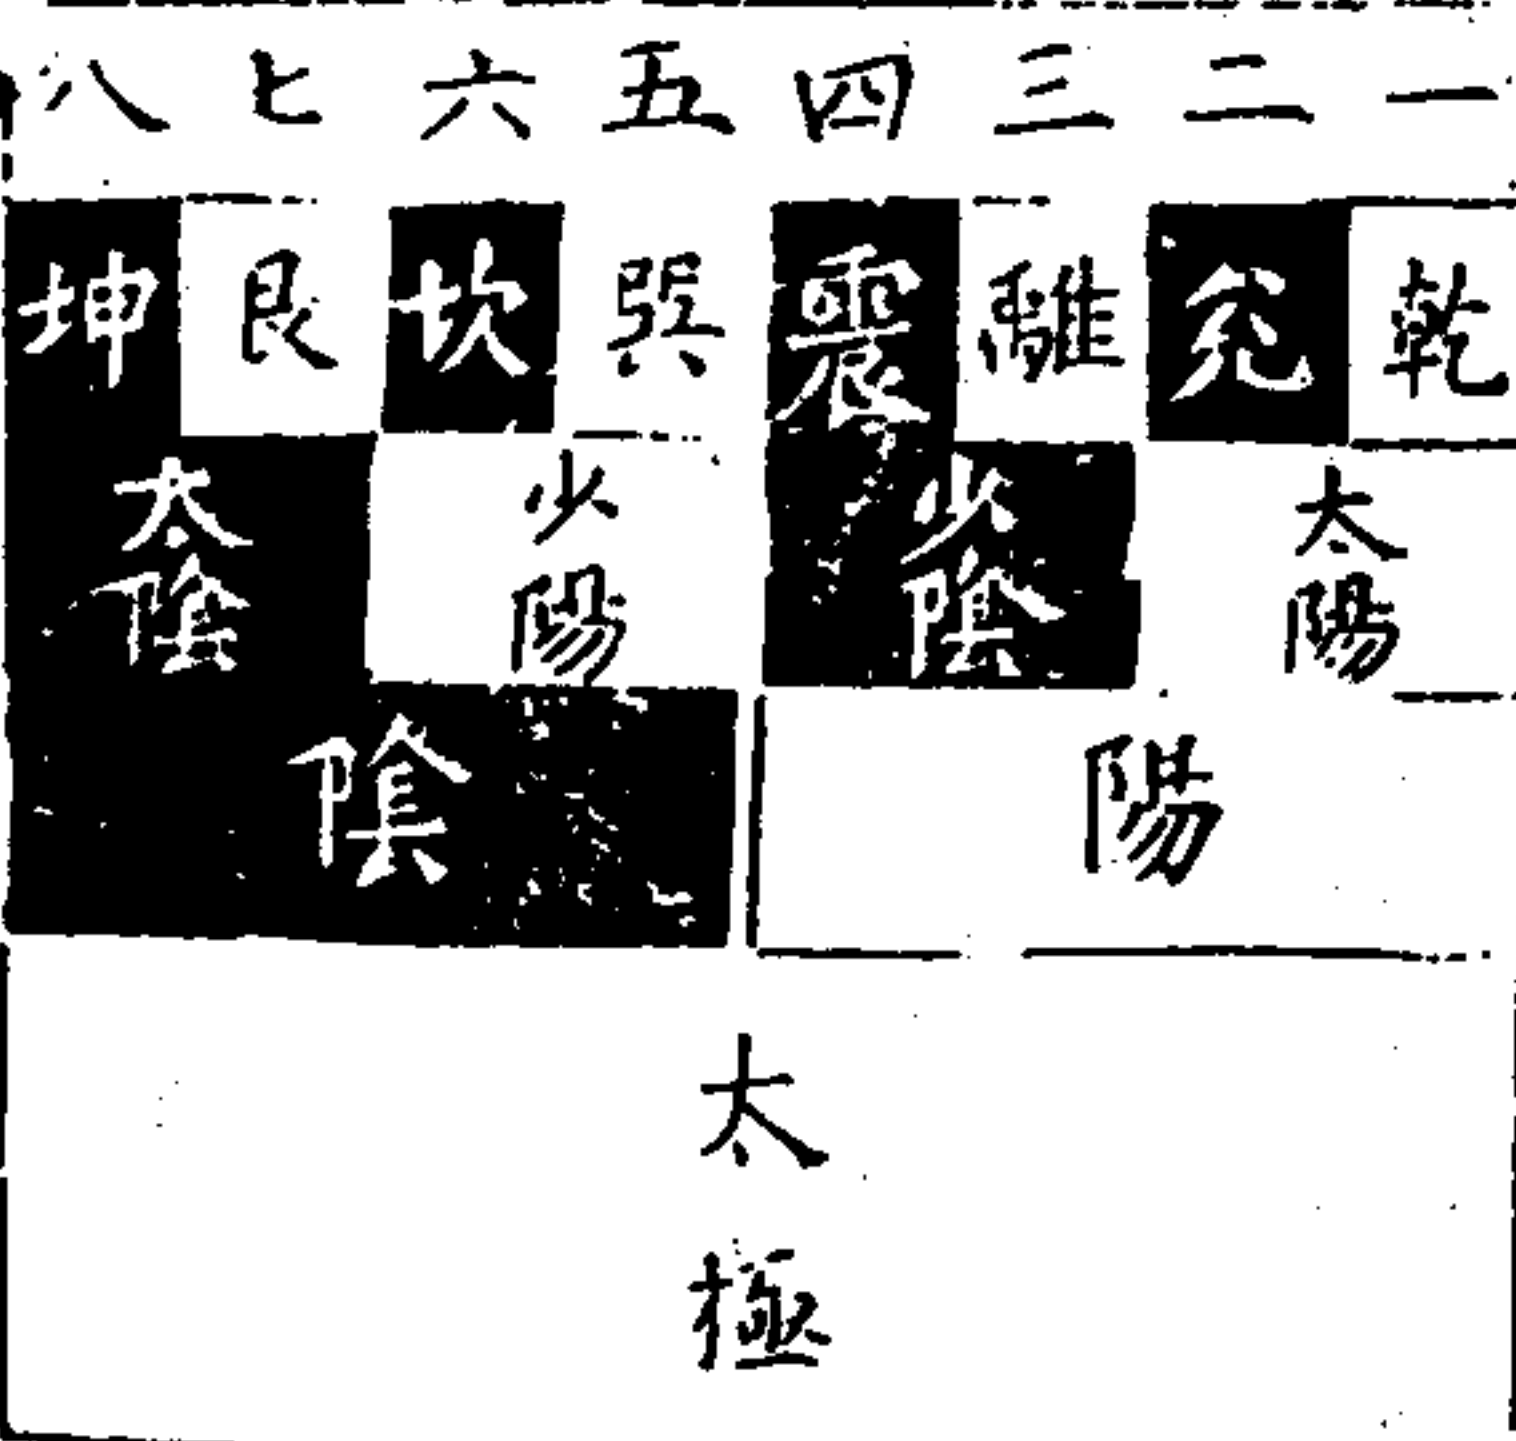 一 二 三 四 五 六 七 八
乾 兌 離 震 巽 坎 艮 坤
太陽 少陰 少陽 太陰
陽 陰
太極